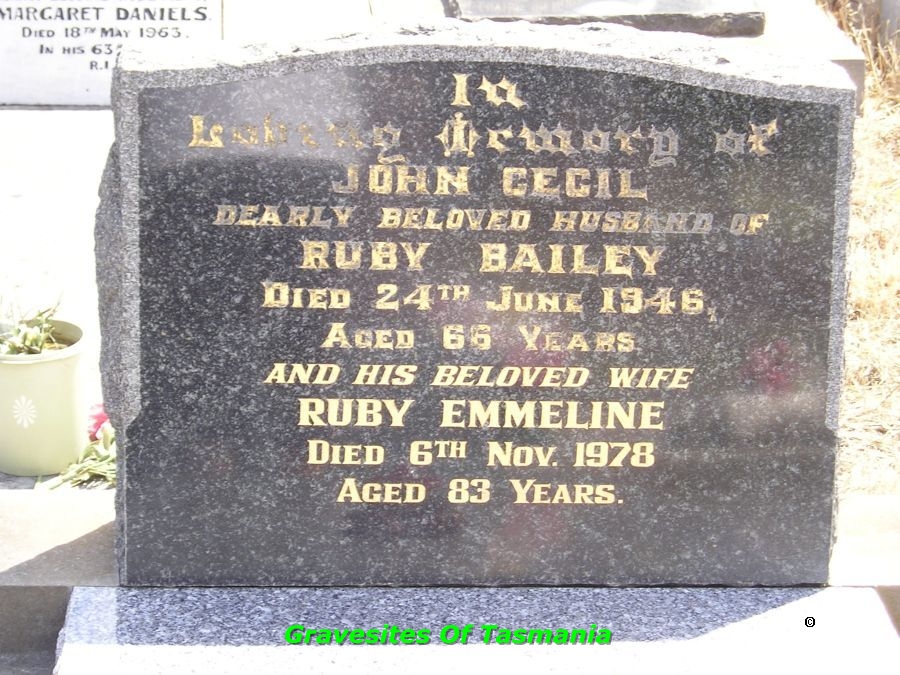 MARGARET DANIELS.
DIED 18TH MAY 1963.
IN HIS 63
R.I.
In
Loving Memory of
JOHN CECIL
DEARLY BELOVED HUSBAND OF
RUBY BAILEY
DIED 24TH JUNE 1946,
AGED 66 YEARS
AND HIS BELOVED WIFE
RUBY EMMELINE
DIED 6TH NOV. 1978
AGED 83 YEARS.
Gravesites Of Tasmania
©